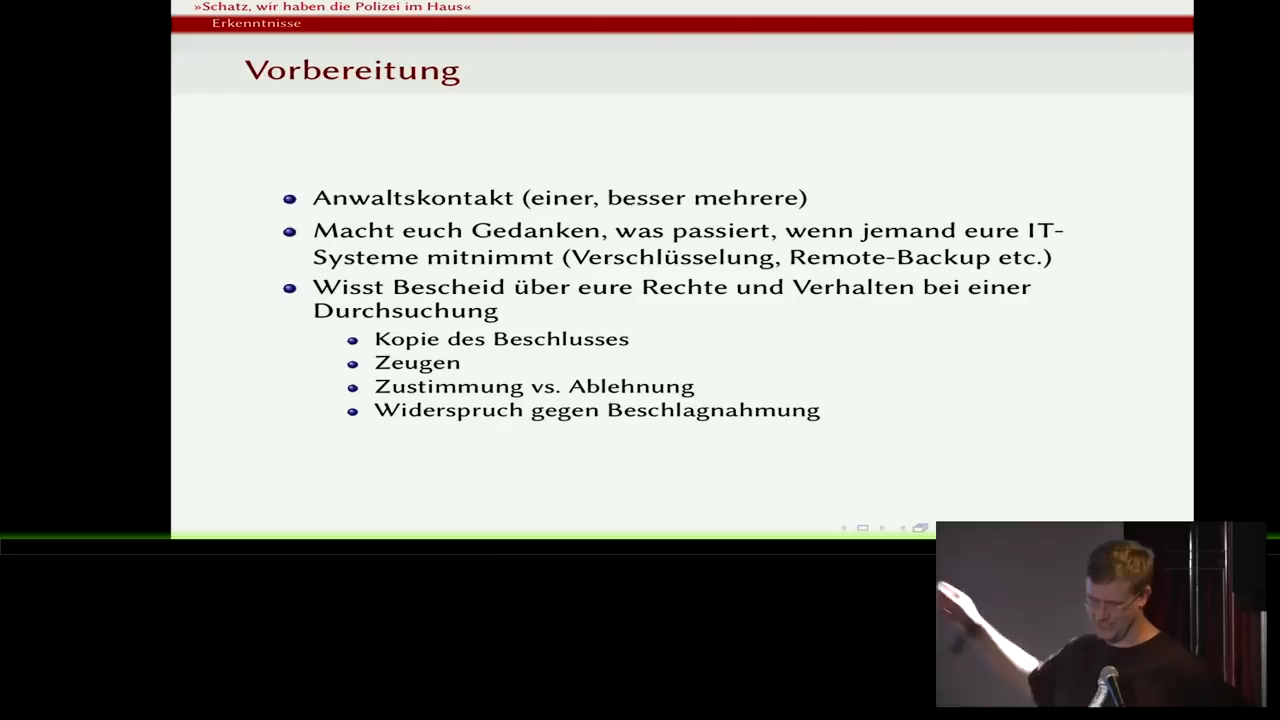 »Schatz, wir haben die Polizei im Haus«
Erkenntnisse
Vorbereitung
Anwaltskontakt (einer, besser mehrere)
Macht euch Gedanken, was passiert, wenn jemand eure IT-
Systeme mitnimmt (Verschlüsselung, Remote-Backup etc.)
Wisst Bescheid über eure Rechte und Verhalten bei einer
Durchsuchung
Kopie des Beschlusses
Zeugen
Zustimmung vs. Ablehnung
Widerspruch gegen Beschlagnahmung